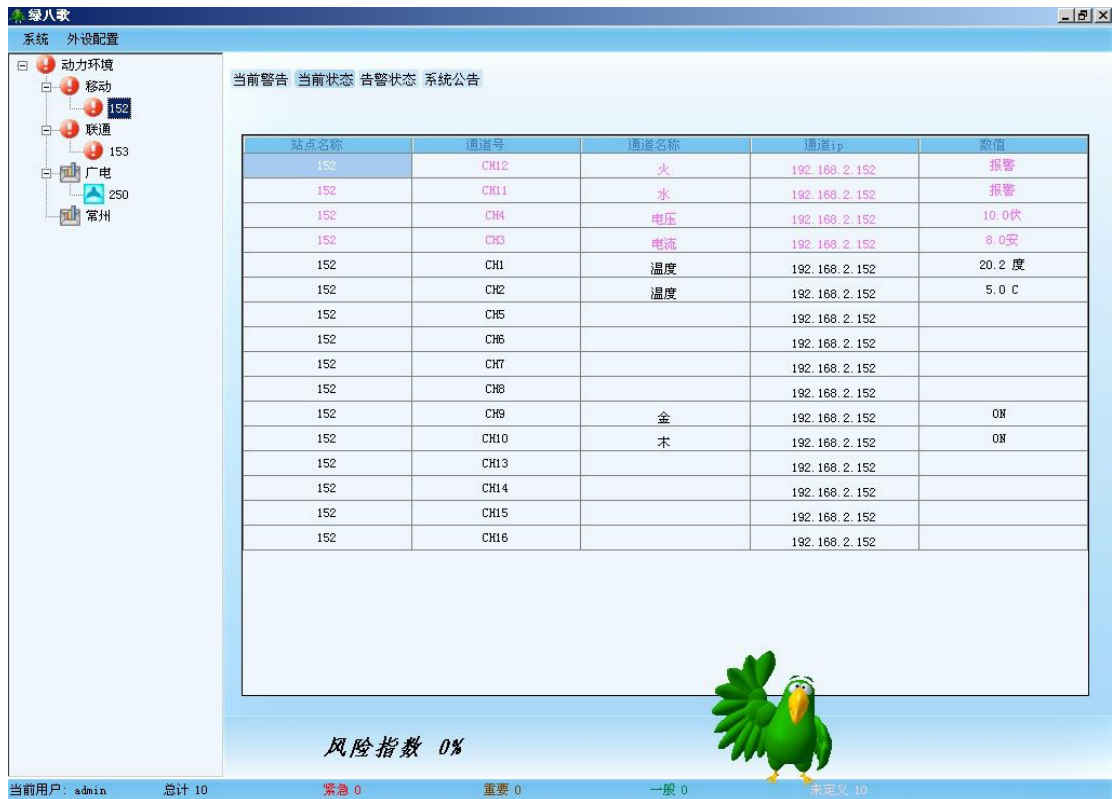 绿八歌
系统 外设配置
动力环境
移动
152
联通
153
广电
250
常州
当前警告 当前状态 告警状态 系统公告
站点名称 通道号 通道名称 通道ip 数值
152 CH12 火 192.168.2.152 报警
152 CH11 水 192.168.2.152 报警
152 CH4 电压 192.168.2.152 10.0伏
152 CH3 电流 192.168.2.152 8.0安
152 CH1 温度 192.168.2.152 20.2 度
152 CH2 温度 192.168.2.152 5.0 C
152 CH5 192.168.2.152
152 CH6 192.168.2.152
152 CH7 192.168.2.152
152 CH8 192.168.2.152
152 CH9 金 192.168.2.152 ON
152 CH10 木 192.168.2.152 ON
152 CH13 192.168.2.152
152 CH14 192.168.2.152
152 CH15 192.168.2.152
152 CH16 192.168.2.152
风险指数 0%
当前用户: admin 总计 10 紧急 0 重要 0 一般 0 未定义 10